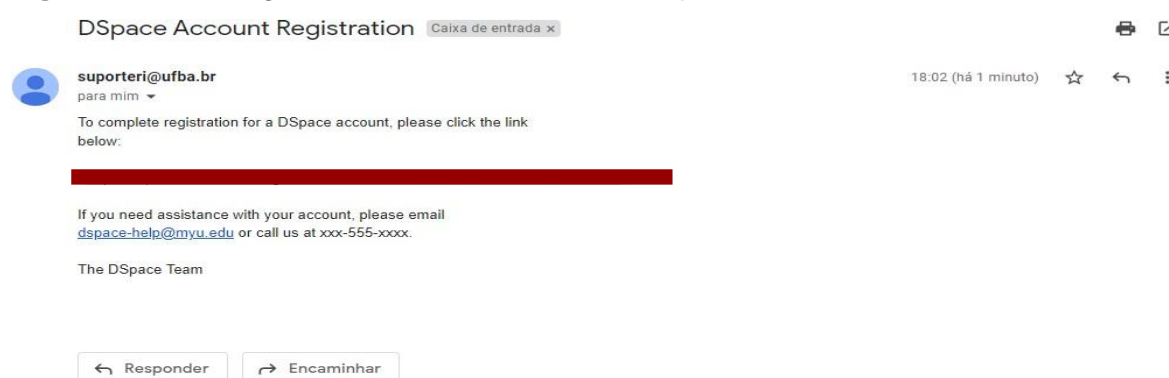 DSpace Account Registration Caixa de entrada x
suporteri@ufba.br 18:02 (há 1 minuto)
para mim
To complete registration for a DSpace account, please click the link
below:
If you need assistance with your account, please email
dspace-help@myu.edu or call us at xxx-555-xxxx.
The DSpace Team
Responder Encaminhar